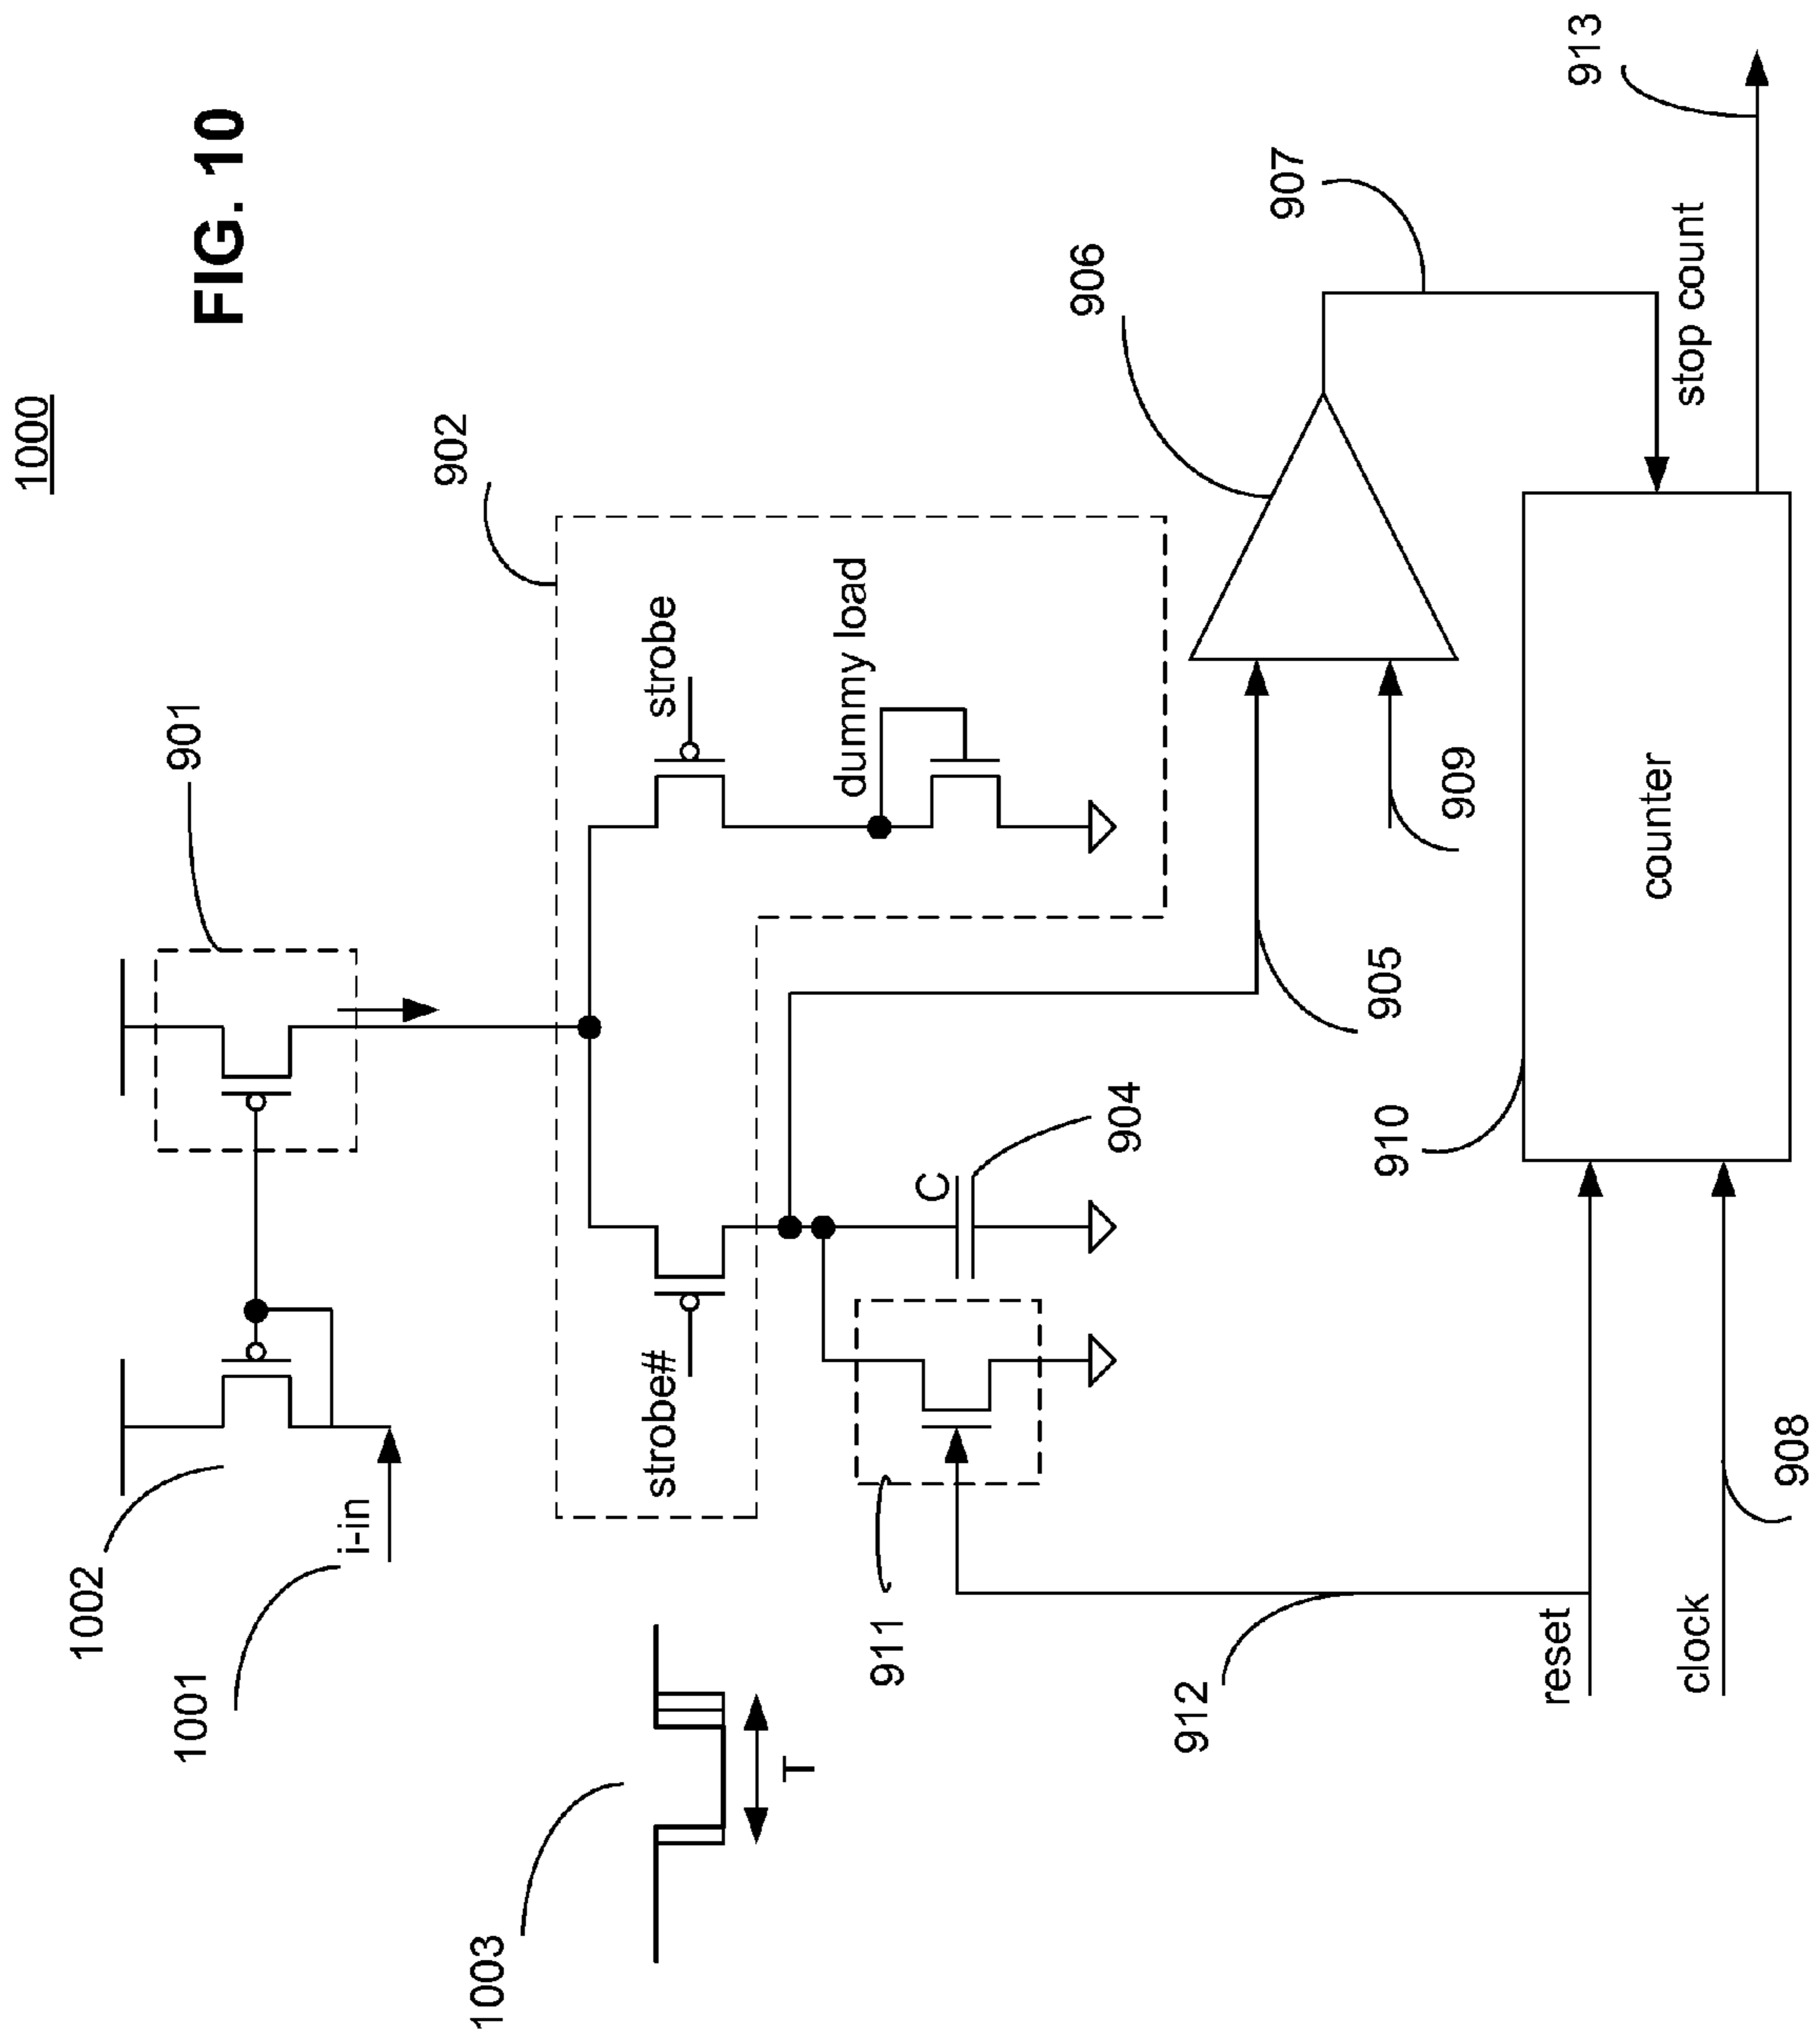 1000
FIG. 10
901
1002
i-in
1001
902
strobe#
strobe
dummy load
1003
T
C
904
911
905
906
907
909
912
910
counter
stop count
913
reset
clock
908